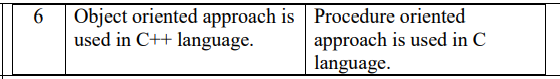 6 Object oriented approach is Procedure oriented
used in C++ language. approach is used in C
language.